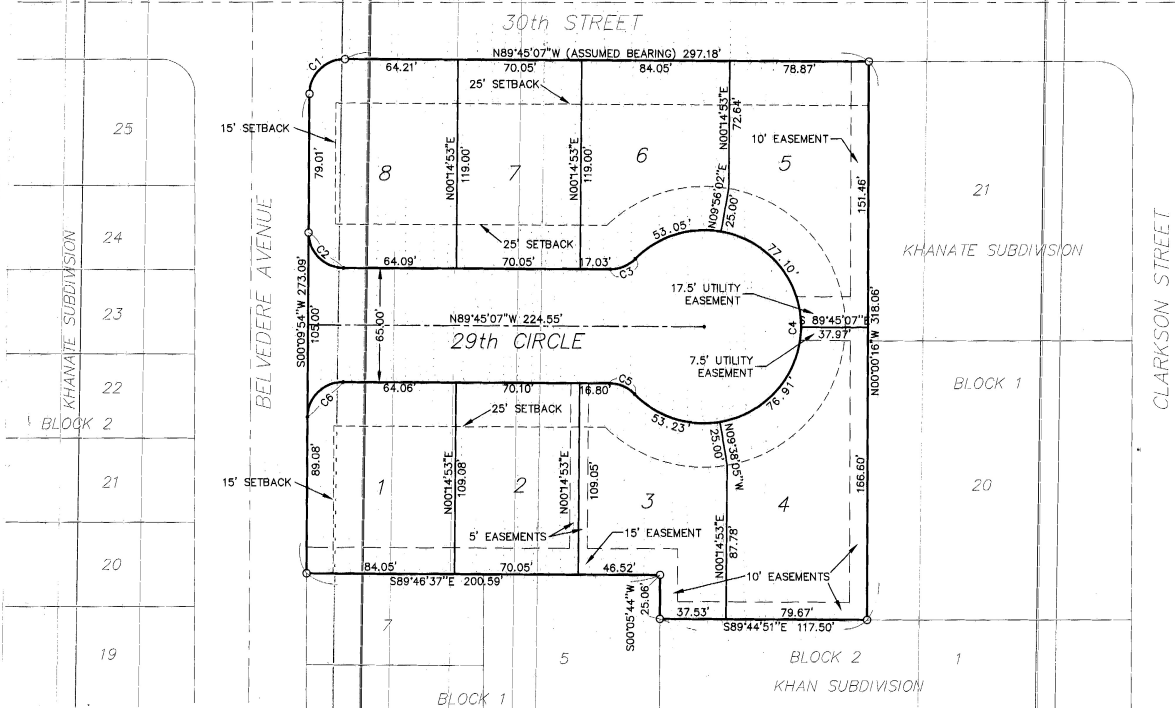 30th STREET
N89°45'07"W (ASSUMED BEARING) 297.18'
C1
64.21'
70.05'
84.05'
78.87'
25' SETBACK
15' SETBACK
N00°14'53"E
72.64'
10' EASEMENT
25
79.01'
8
N00°14'53"E
119.00'
7
N00°14'53"E
119.00'
6
5
151.46'
21
N09°56'02"E
25.00'
BELVEDERE AVENUE
KHANATE SUBDIVISION
24
C2
25' SETBACK
53.05'
77.10'
KHANATE SUBDIVISION
CLARKSON STREET
64.09'
70.05'
17.03'
C3
S00°09'54"W 273.09'
105.00'
65.00'
17.5' UTILITY
EASEMENT
318.06'
N00°00'16"W
23
N89°45'07"W 224.55'
C4
S 89°45'07"E
37.97'
29th CIRCLE
7.5' UTILITY
EASEMENT
22
C6
64.06'
70.10'
16.80'
C5
76.91'
BLOCK 1
BLOCK 2
25' SETBACK
53.23'
25.00'
N09°38'05"W
89.08'
15' SETBACK
21
1
N00°14'53"E
109.08'
2
N00°14'53"E
109.05'
3
4
166.60'
20
5' EASEMENTS
15' EASEMENT
N00°14'53"E
87.78'
20
84.05'
70.05'
46.52'
10' EASEMENTS
S89°46'37"E 200.59'
S00°05'44"W
25.06'
37.53'
79.67'
S89°44'51"E 117.50'
7
19
5
BLOCK 2
1
KHAN SUBDIVISION
BLOCK 1